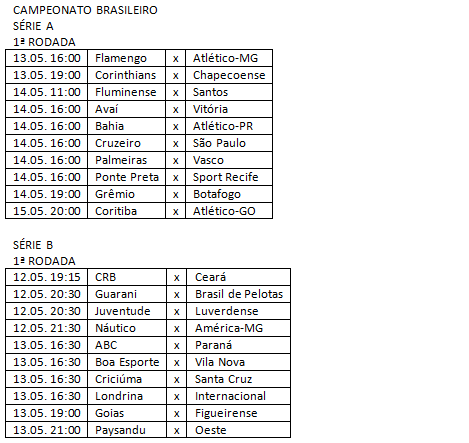 CAMPEONATO BRASILEIRO
SÉRIE A
1ª RODADA
13.05. 16:00 Flamengo x Atlético-MG
13.05. 19:00 Corinthians x Chapecoense
14.05. 11:00 Fluminense x Santos
14.05. 16:00 Avaí x Vitória
14.05. 16:00 Bahia x Atlético-PR
14.05. 16:00 Cruzeiro x São Paulo
14.05. 16:00 Palmeiras x Vasco
14.05. 16:00 Ponte Preta x Sport Recife
14.05. 19:00 Grêmio x Botafogo
15.05. 20:00 Coritiba x Atlético-GO
SÉRIE B
1ª RODADA
12.05. 19:15 CRB x Ceará
12.05. 20:30 Guarani x Brasil de Pelotas
12.05. 20:30 Juventude x Luverdense
12.05. 21:30 Náutico x América-MG
13.05. 16:30 ABC x Paraná
13.05. 16:30 Boa Esporte x Vila Nova
13.05. 16:30 Criciúma x Santa Cruz
13.05. 16:30 Londrina x Internacional
13.05. 19:00 Goias x Figueirense
13.05. 21:00 Paysandu x Oeste